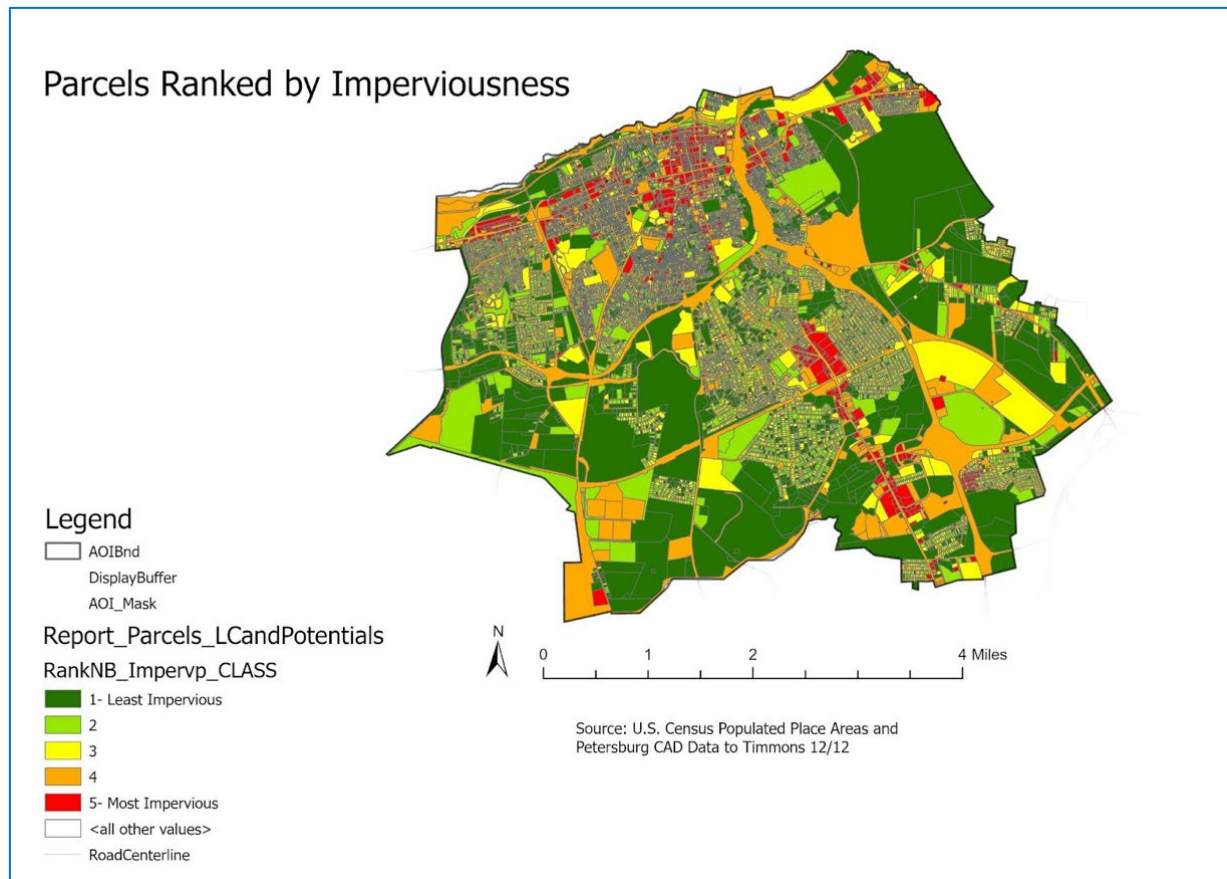 Parcels Ranked by Imperviousness
Legend
AOIBnd
DisplayBuffer
AOI_Mask
Report_Parcels_LCandPotentials
RankNB_Impervp_CLASS
1- Least Impervious
2
3
4
5- Most Impervious
<all other values>
RoadCenterline
N
0 1 2 4 Miles
Source: U.S. Census Populated Place Areas and
Petersburg CAD Data to Timmons 12/12